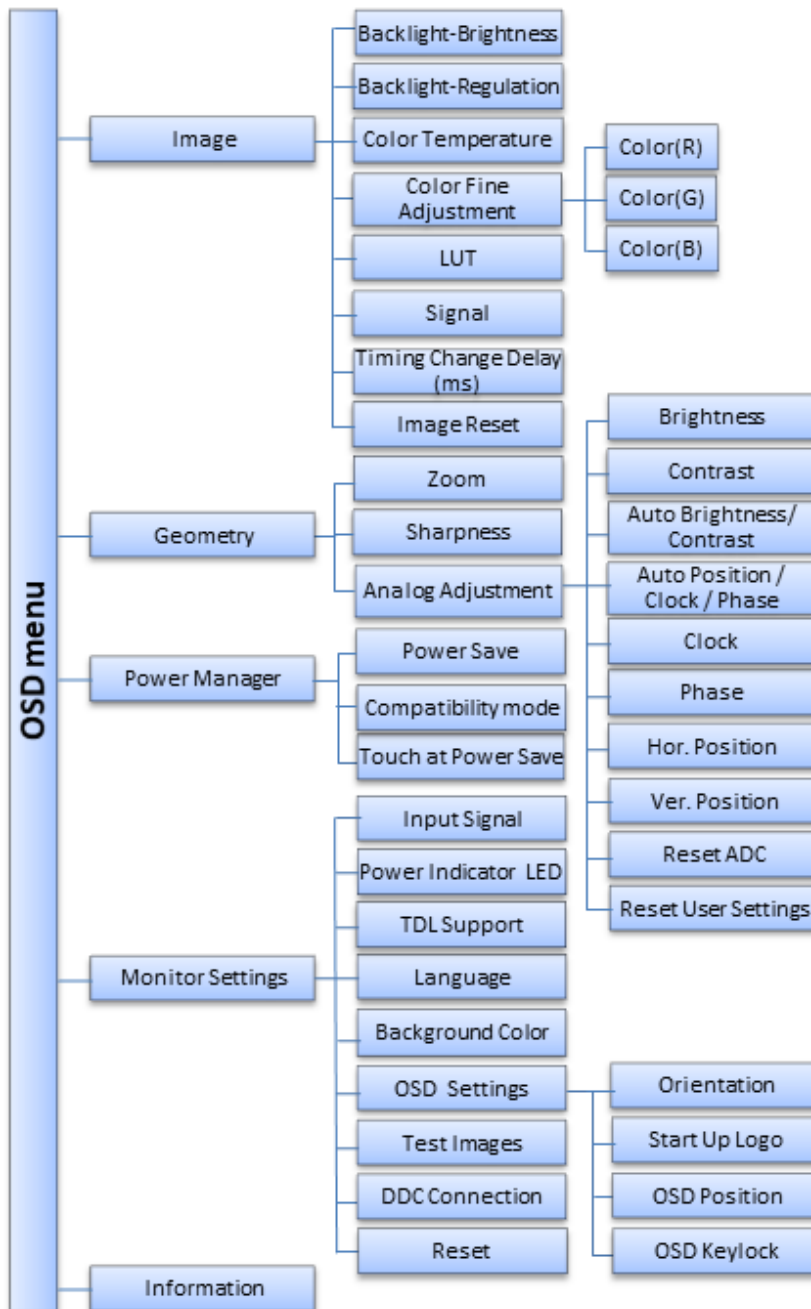 OSD menu
Image
Backlight-Brightness
Backlight-Regulation
Color Temperature
Color Fine
Adjustment
Color(R)
Color(G)
Color(B)
LUT
Signal
Timing Change Delay
(ms)
Image Reset
Geometry
Zoom
Sharpness
Analog Adjustment
Brightness
Contrast
Auto Brightness/
Contrast
Auto Position /
Clock / Phase
Clock
Phase
Hor. Position
Ver. Position
Reset ADC
Reset User Settings
Power Manager
Power Save
Compatibility mode
Touch at Power Save
Monitor Settings
Input Signal
Power Indicator LED
TDL Support
Language
Background Color
OSD Settings
Orientation
Start Up Logo
OSD Position
OSD Keylock
Test Images
DDC Connection
Reset
Information